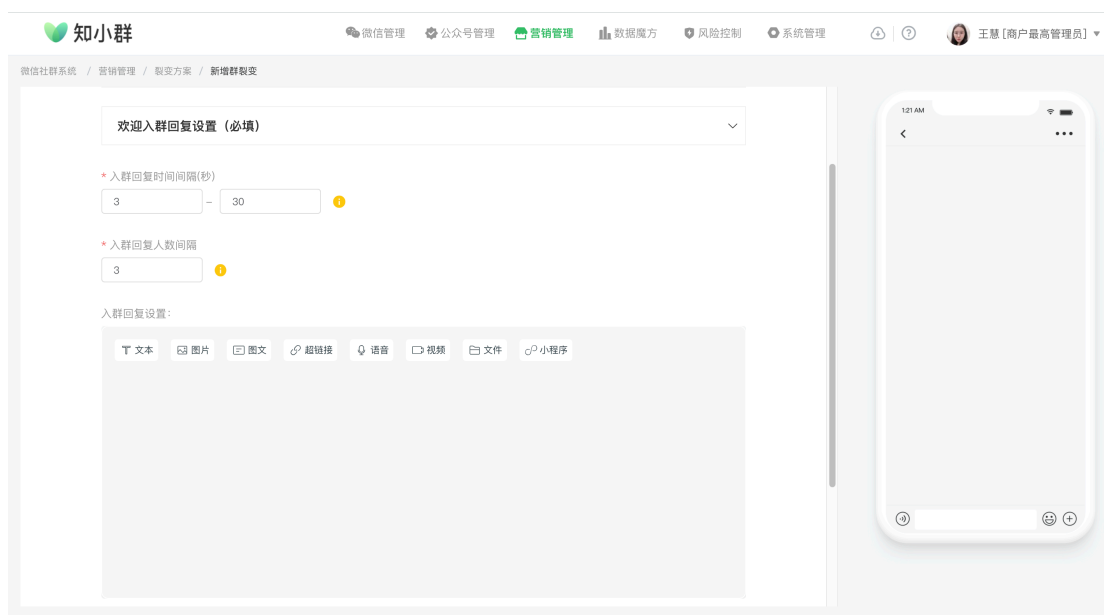 知小群
微信管理 公众号管理 营销管理 数据魔方 风险控制 系统管理 王慧[商户最高管理员]
微信社群系统 / 营销管理 / 裂变方案 / 新增群裂变
欢迎入群回复设置（必填）
1:21 AM
* 入群回复时间间隔(秒)
3 – 30
* 入群回复人数间隔
3
入群回复设置:
文本 图片 图文 超链接 语音 视频 文件 小程序